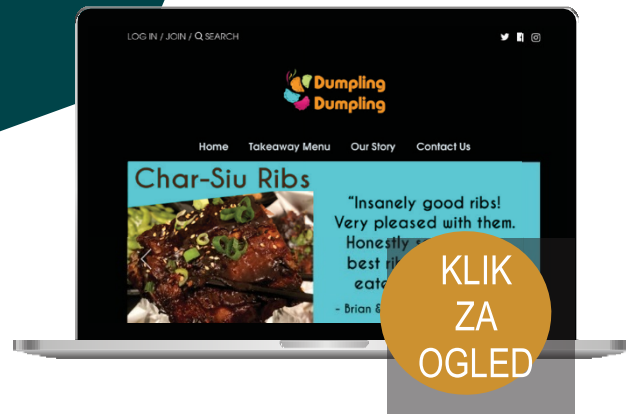 LOG IN / JOIN / SEARCH
Dumpling
Dumpling
Home Takeaway Menu Our Story Contact Us
Char-Siu Ribs
“Insanely good ribs!
Very pleased with them.
Honestly
best
- Brian &
KLIK
ZA
OGLED